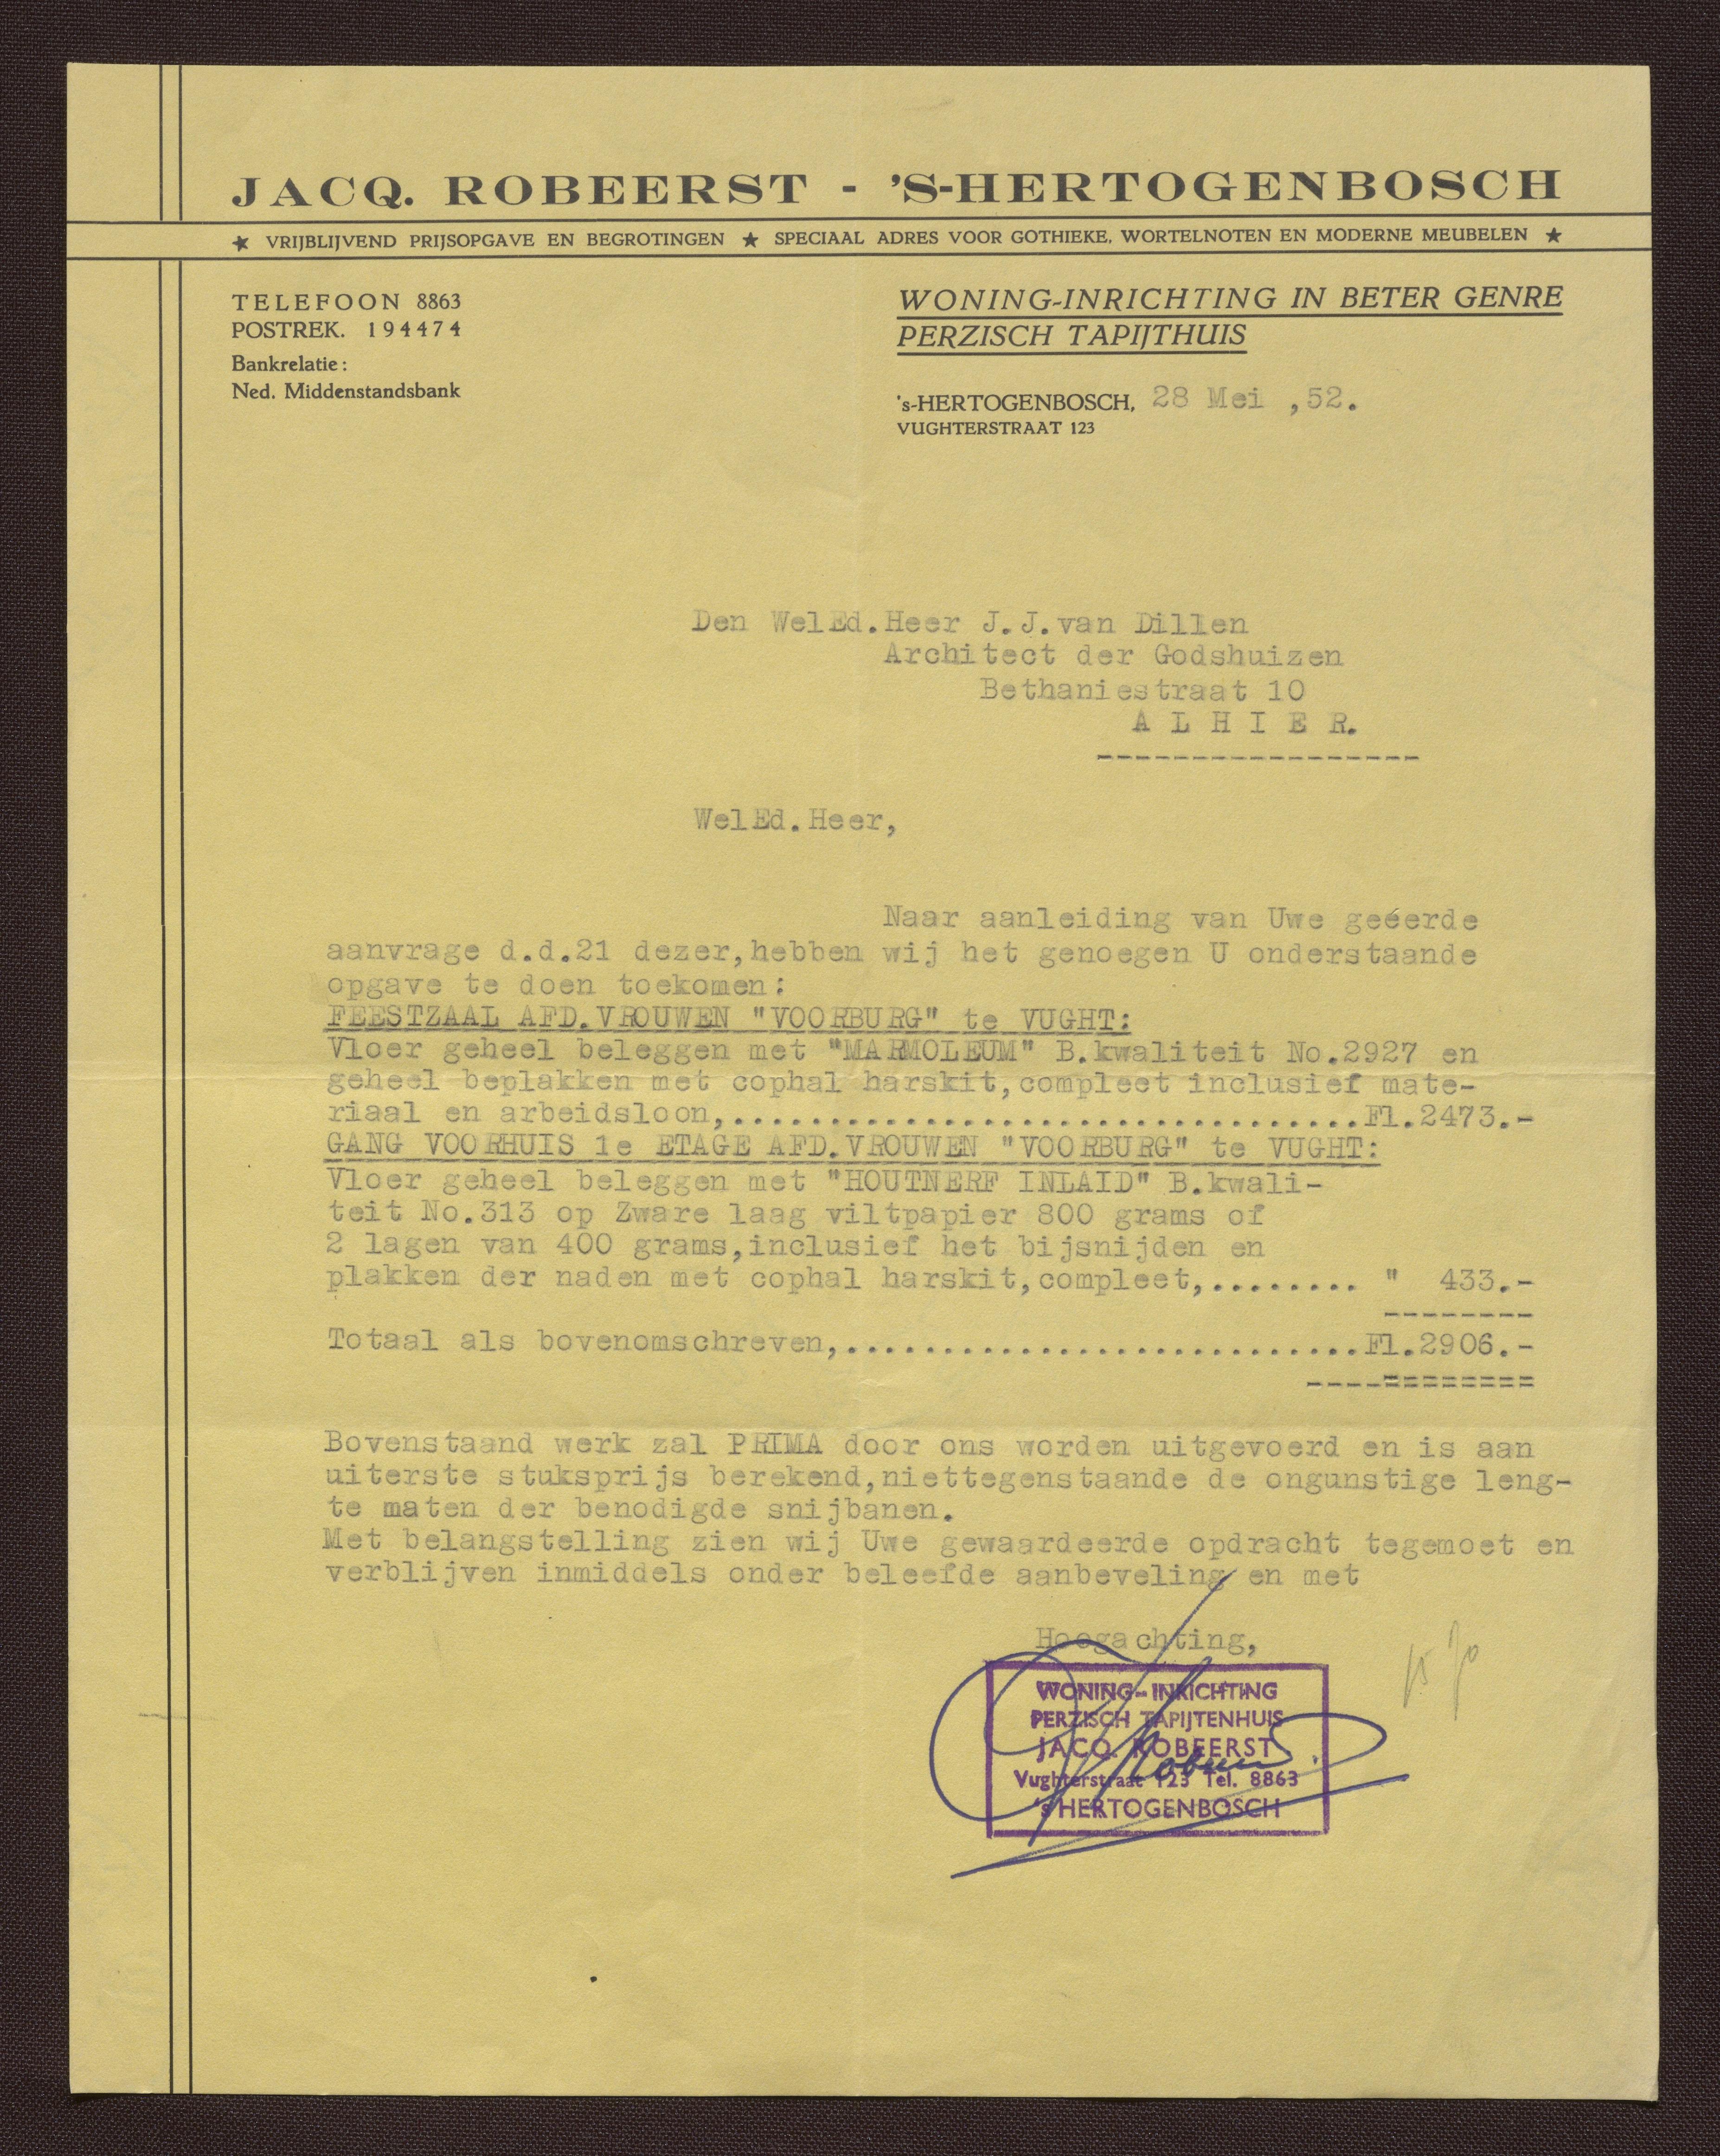 JACQ. ROBEERST - 'S-HERTOGENBOSCH
★ VRIJBLIJVEND PRIJSOPGAVE EN BEGROTINGEN ★ SPECIAAL ADRES VOOR GOTHIEKE, WORTELNOTEN EN MODERNE MEUBELEN ★
TELEFOON 8863
POSTREK. 194474
Bankrelatie:
Ned. Middenstandsbank
WONING-INRICHTING IN BETER GENRE
PERZISCH TAPIJTHUIS
's-HERTOGENBOSCH, 28 Mei ,52.
VUGHTERSTRAAT 123
Den WelEd.Heer J.J.van Dillen
Architect der Godshuizen
Bethaniestraat 10
A L H I E R.
-----------------
WelEd.Heer,
Naar aanleiding van Uwe geéerde
aanvrage d.d.21 dezer,hebben wij het genoegen U onderstaande
opgave te doen toekomen:
FEESTZAAL AFD.VROUWEN "VOORBURG" te VUGHT:
Vloer geheel beleggen met "MARMOLEUM" B.kwaliteit No.2927 en
geheel beplakken met cophal harskit,compleet inclusief mate-
riaal en arbeidsloon,.................................Fl.2473.-
GANG VOORHUIS 1e ETAGE AFD.VROUWEN "VOORBURG" te VUGHT:
Vloer geheel beleggen met "HOUTNERF INLAID" B.kwali-
teit No.313 op Zware laag viltpapier 800 grams of
2 lagen van 400 grams,inclusief het bijsnijden en
plakken der naden met cophal harskit,compleet,........ " 433.-
--------
Totaal als bovenomschreven,...........................Fl.2906.-
----========
Bovenstaand werk zal PRIMA door ons worden uitgevoerd en is aan
uiterste stuksprijs berekend,niettegenstaande de ongunstige leng-
te maten der benodigde snijbanen.
Met belangstelling zien wij Uwe gewaardeerde opdracht tegemoet en
verblijven inmiddels onder beleefde aanbeveling en met
Hoogachting,
WONING-INRICHTING
PERZISCH TAPIJTENHUIS
JACQ. ROBEERST
Vughterstraat 123 Tel. 8863
's HERTOGENBOSCH